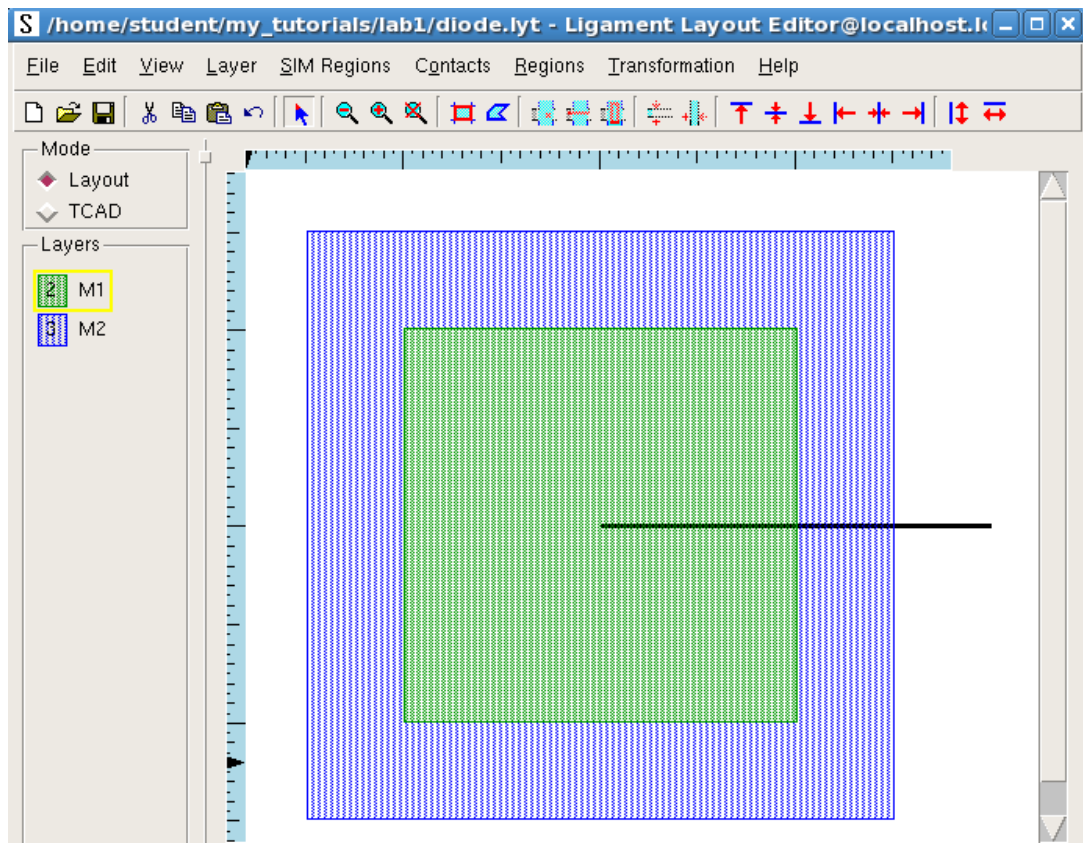 S /home/student/my_tutorials/lab1/diode.lyt - Ligament Layout Editor@localhost.lo
File Edit View Layer SIM Regions Contacts Regions Transformation Help
Mode
Layout
TCAD
Layers
2 M1
3 M2